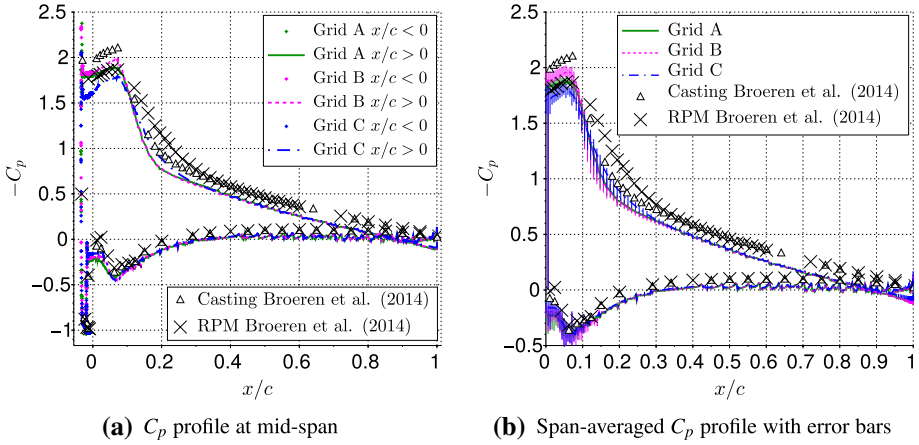 2.5
2
1.5
1
0.5
0
−0.5
−1
−Cp
0
0.2
0.4
0.6
0.8
1
x/c
Grid A x/c < 0
Grid A x/c > 0
Grid B x/c < 0
Grid B x/c > 0
Grid C x/c < 0
Grid C x/c > 0
Casting Broeren et al. (2014)
RPM Broeren et al. (2014)
(a) Cp profile at mid-span
2.5
2
1.5
1
0.5
0
−0.5
−Cp
0
0.1
0.2
0.3
0.4
0.5
0.6
0.7
0.8
0.9
1
x/c
Grid A
Grid B
Grid C
Casting Broeren et al. (2014)
RPM Broeren et al. (2014)
(b) Span-averaged Cp profile with error bars